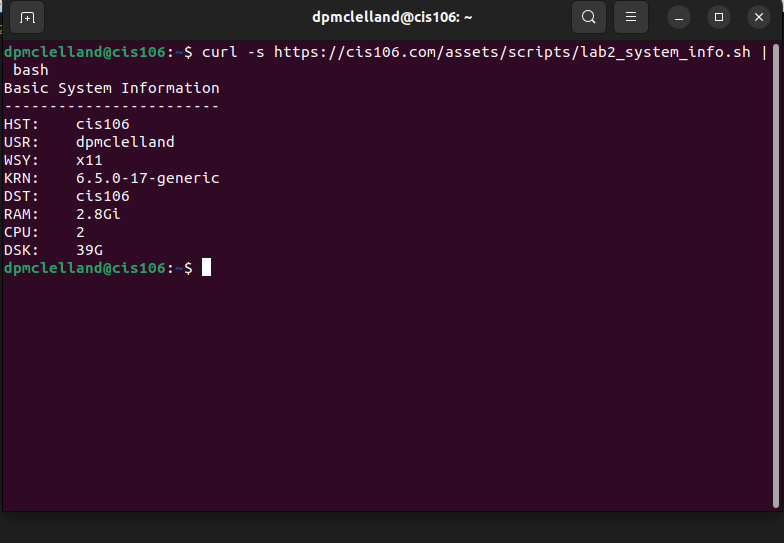 dpmclelland@cis106: ~
dpmclelland@cis106:~$ curl -s https://cis106.com/assets/scripts/lab2_system_info.sh |
 bash
Basic System Information
------------------------
HST:    cis106
USR:    dpmclelland
WSY:    x11
KRN:    6.5.0-17-generic
DST:    cis106
RAM:    2.8Gi
CPU:    2
DSK:    39G
dpmclelland@cis106:~$